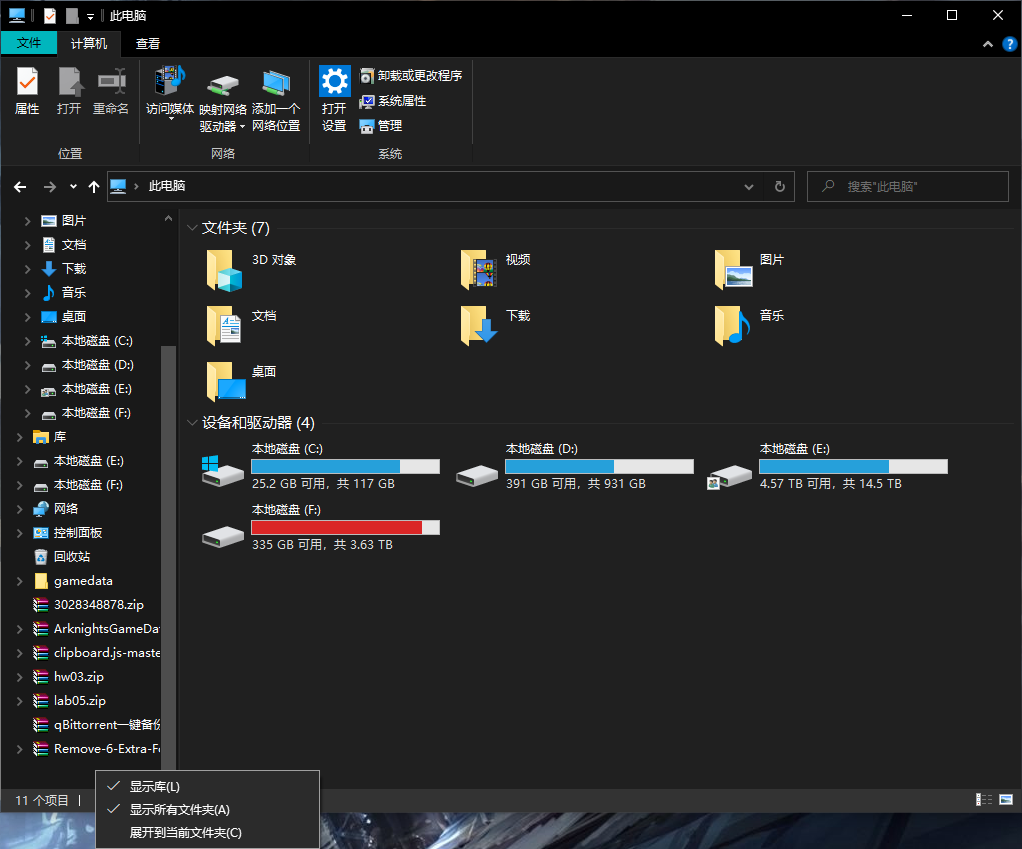 此电脑
文件 计算机 查看
属性 打开 重命名
位置
访问媒体 映射网络驱动器 添加一个网络位置
网络
打开设置
卸载或更改程序
系统属性
管理
系统
此电脑
搜索"此电脑"
图片
文档
下载
音乐
桌面
本地磁盘 (C:)
本地磁盘 (D:)
本地磁盘 (E:)
本地磁盘 (F:)
库
本地磁盘 (E:)
本地磁盘 (F:)
网络
控制面板
回收站
gamedata
3028348878.zip
ArknightsGameDa
clipboard.js-maste
hw03.zip
lab05.zip
qBittorrent一键备份
Remove-6-Extra-Fo
文件夹 (7)
3D 对象
视频
图片
文档
下载
音乐
桌面
设备和驱动器 (4)
本地磁盘 (C:)
25.2 GB 可用，共 117 GB
本地磁盘 (D:)
391 GB 可用，共 931 GB
本地磁盘 (E:)
4.57 TB 可用，共 14.5 TB
本地磁盘 (F:)
335 GB 可用，共 3.63 TB
11 个项目
显示库(L)
显示所有文件夹(A)
展开到当前文件夹(C)